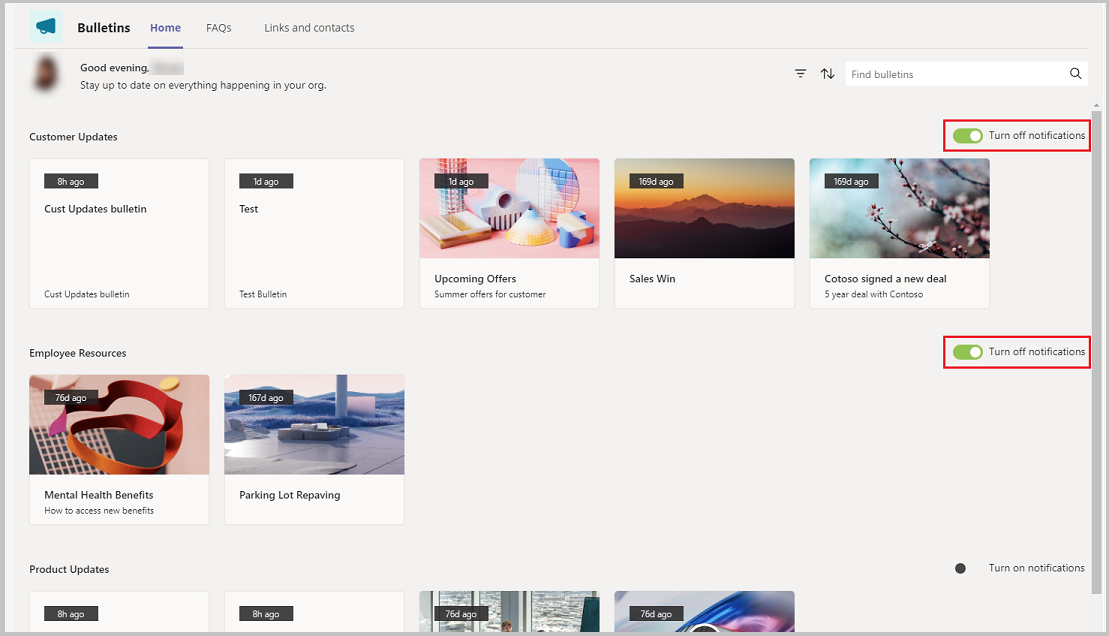 Bulletins Home FAQs Links and contacts
Good evening,
Stay up to date on everything happening in your org.
Find bulletins
Customer Updates
Turn off notifications
8h ago
Cust Updates bulletin
Cust Updates bulletin
1d ago
Test
Test Bulletin
1d ago
Upcoming Offers
Summer offers for customer
169d ago
Sales Win
169d ago
Cotoso signed a new deal
5 year deal with Contoso
Employee Resources
Turn off notifications
76d ago
Mental Health Benefits
How to access new benefits
167d ago
Parking Lot Repaving
Product Updates
Turn on notifications
8h ago
8h ago
76d ago
76d ago